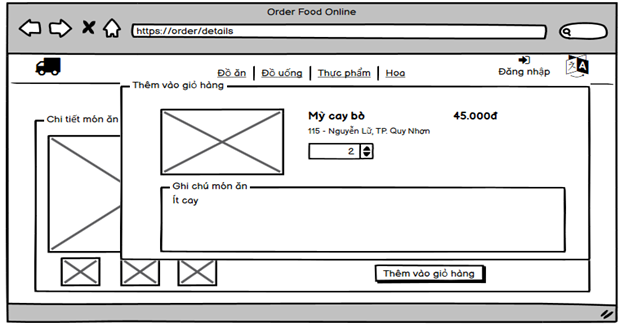 Order Food Online
https://order/details
Đồ ăn Đồ uống Thực phẩm Hoa
Đăng nhập
A
Thêm vào giỏ hàng
Chi tiết món ăn
Mỳ cay bò 45.000đ
115 - Nguyễn Lữ, TP. Quy Nhơn
2
Ghi chú món ăn
Ít cay
Thêm vào giỏ hàng